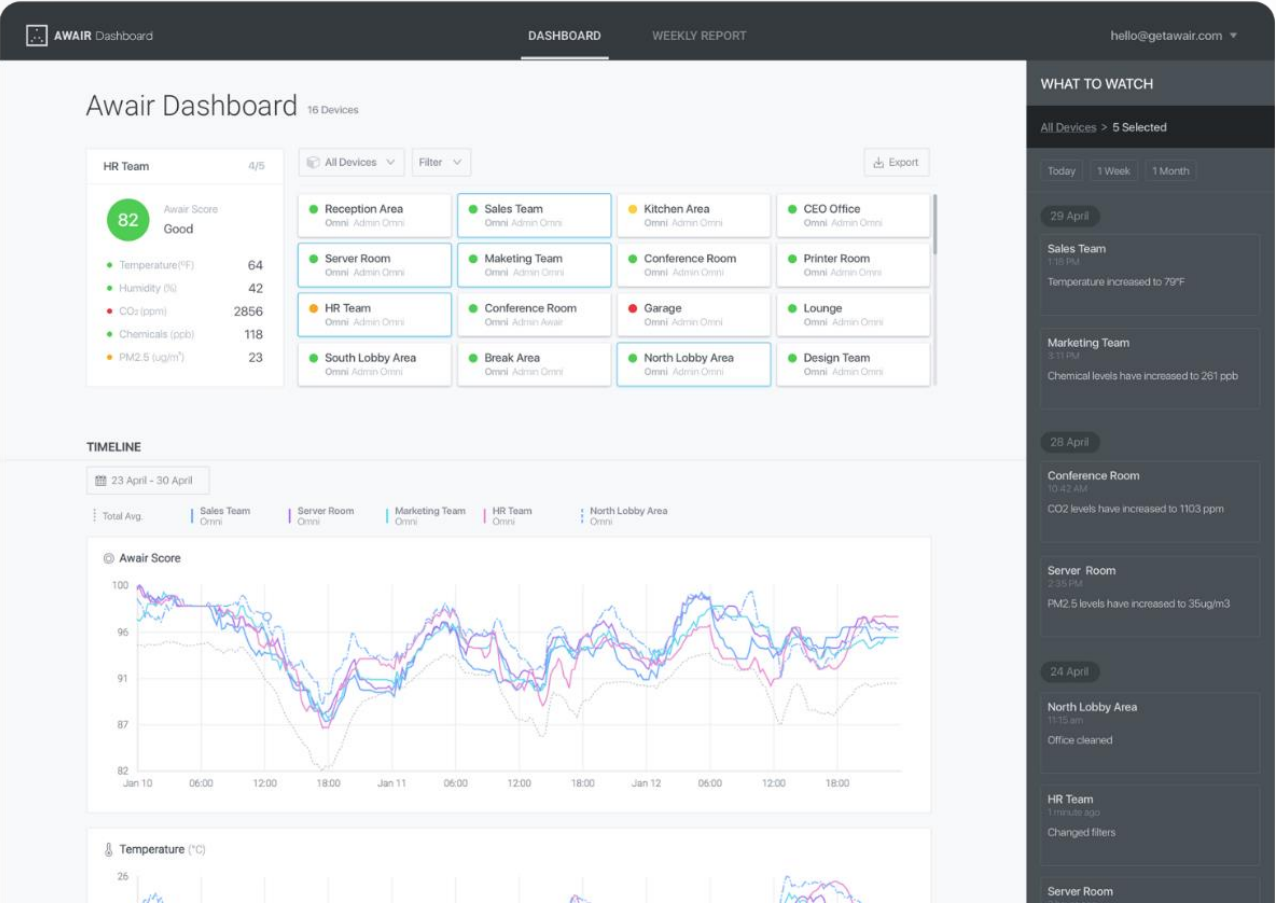 AWAIR Dashboard
DASHBOARD
WEEKLY REPORT
hello@getawair.com
Awair Dashboard 16 Devices
HR Team 4/5
82 Awair Score
Good
Temperature(°F) 64
Humidity (%) 42
CO₂ (ppm) 2856
Chemicals (ppb) 118
PM2.5 (ug/m³) 23
All Devices
Filter
Export
Reception Area
Omni Admin Omni
Sales Team
Omni Admin Omni
Kitchen Area
Omni Admin Omni
CEO Office
Omni Admin Omni
Server Room
Omni Admin Omni
Maketing Team
Omni Admin Omni
Conference Room
Omni Admin Omni
Printer Room
Omni Admin Omni
HR Team
Omni Admin Omni
Conference Room
Omni Admin Awair
Garage
Omni Admin Omni
Lounge
Omni Admin Omni
South Lobby Area
Omni Admin Omni
Break Area
Omni Admin Omni
North Lobby Area
Omni Admin Omni
Design Team
Omni Admin Omni
TIMELINE
23 April - 30 April
Total Avg.
Sales Team
Omni
Server Room
Omni
Marketing Team
Omni
HR Team
Omni
North Lobby Area
Omni
Awair Score
100
96
91
87
82
Jan 10 06:00 12:00 18:00 Jan 11 06:00 12:00 18:00 Jan 12 06:00 12:00 18:00
Temperature (°C)
26
WHAT TO WATCH
All Devices > 5 Selected
Today 1 Week 1 Month
29 April
Sales Team
1:18 PM
Temperature increased to 79°F
Marketing Team
3:11 PM
Chemical levels have increased to 261 ppb
28 April
Conference Room
10:42 AM
CO2 levels have increased to 1103 ppm
Server Room
2:35 PM
PM2.5 levels have increased to 35ug/m3
24 April
North Lobby Area
11:15 am
Office cleaned
HR Team
1 minute ago
Changed filters
Server Room